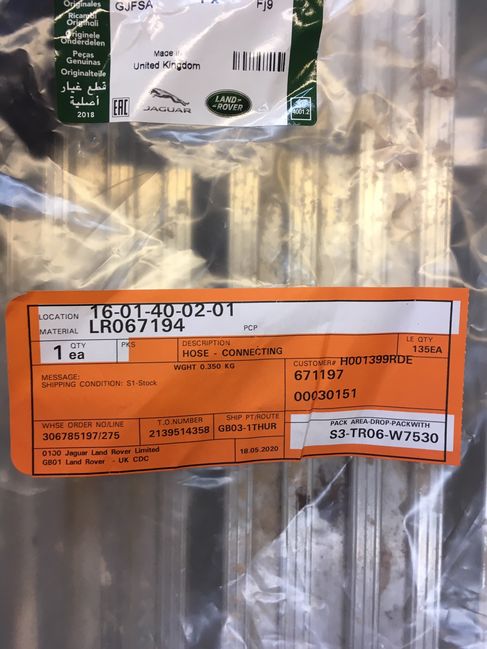 Originales
GJFSA
Fj9
Ricambi
Originali
Originele
Onderdelen
Peças
Genuinas
Originalteile
قطع غيار
أصلية
2018
Made in
United Kingdom
EAC
JAGUAR
LAND-
ROVER
LOCATION 16-01-40-02-01
MATERIAL LR067194 PCP
QTY PKS DESCRIPTION LE QTY
1 ea HOSE - CONNECTING 135EA
WGHT 0.350 KG
CUSTOMER# H001399RDE
MESSAGE: 671197
SHIPPING CONDITION: S1-Stock
00030151
WHSE ORDER NO/LINE T.O.NUMBER SHIP PT/ROUTE PACK AREA-DROP-PACKWITH
306785197/275 2139514358 GB03-1THUR S3-TR06-W7530
0100 Jaguar Land Rover Limited 18.05.2020
GB01 Land Rover - UK CDC